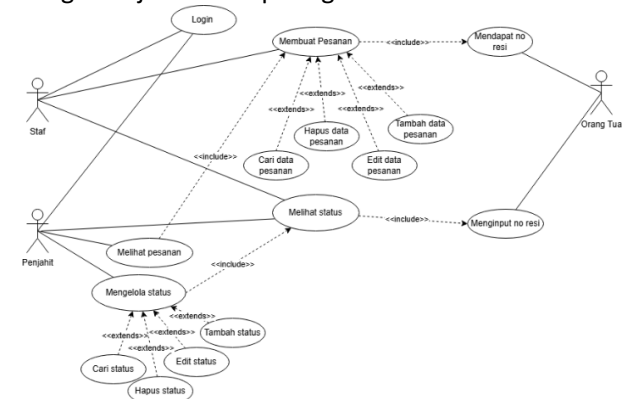 Login
Membuat Pesanan
<<include>>
Mendapat no
resi
Staf
Orang Tua
<<extends>>
<<extends>>
<<extends>>
<<extends>>
Tambah data
pesanan
Hapus data
pesanan
Cari data
pesanan
Edit data
pesanan
<<include>>
Melihat status
<<include>>
Menginput no resi
Penjahit
Melihat pesanan
<<include>>
Mengelola status
<<extends>>
<<extends>>
<<extends>>
<<extends>>
Tambah status
Cari status
Edit status
Hapus status